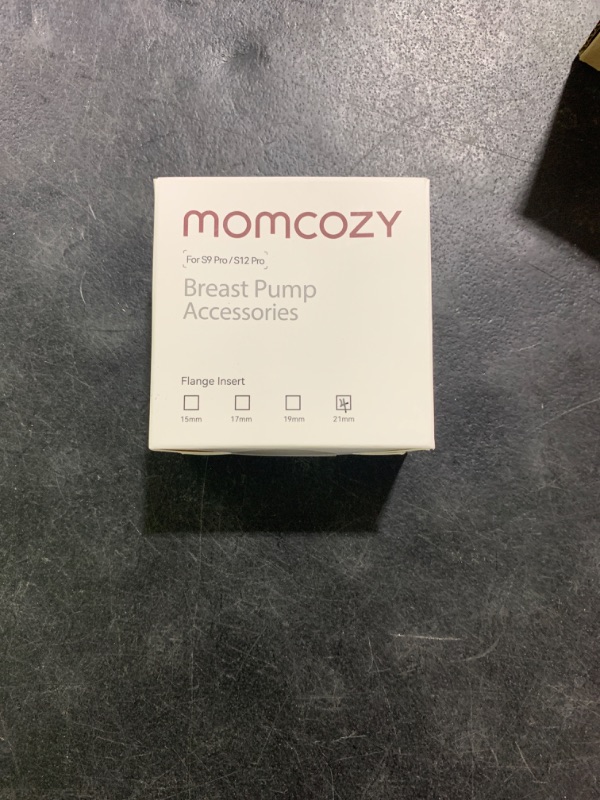 momcozy
For S9 Pro / S12 Pro
Breast Pump
Accessories
Flange Insert
15mm 17mm 19mm 21mm